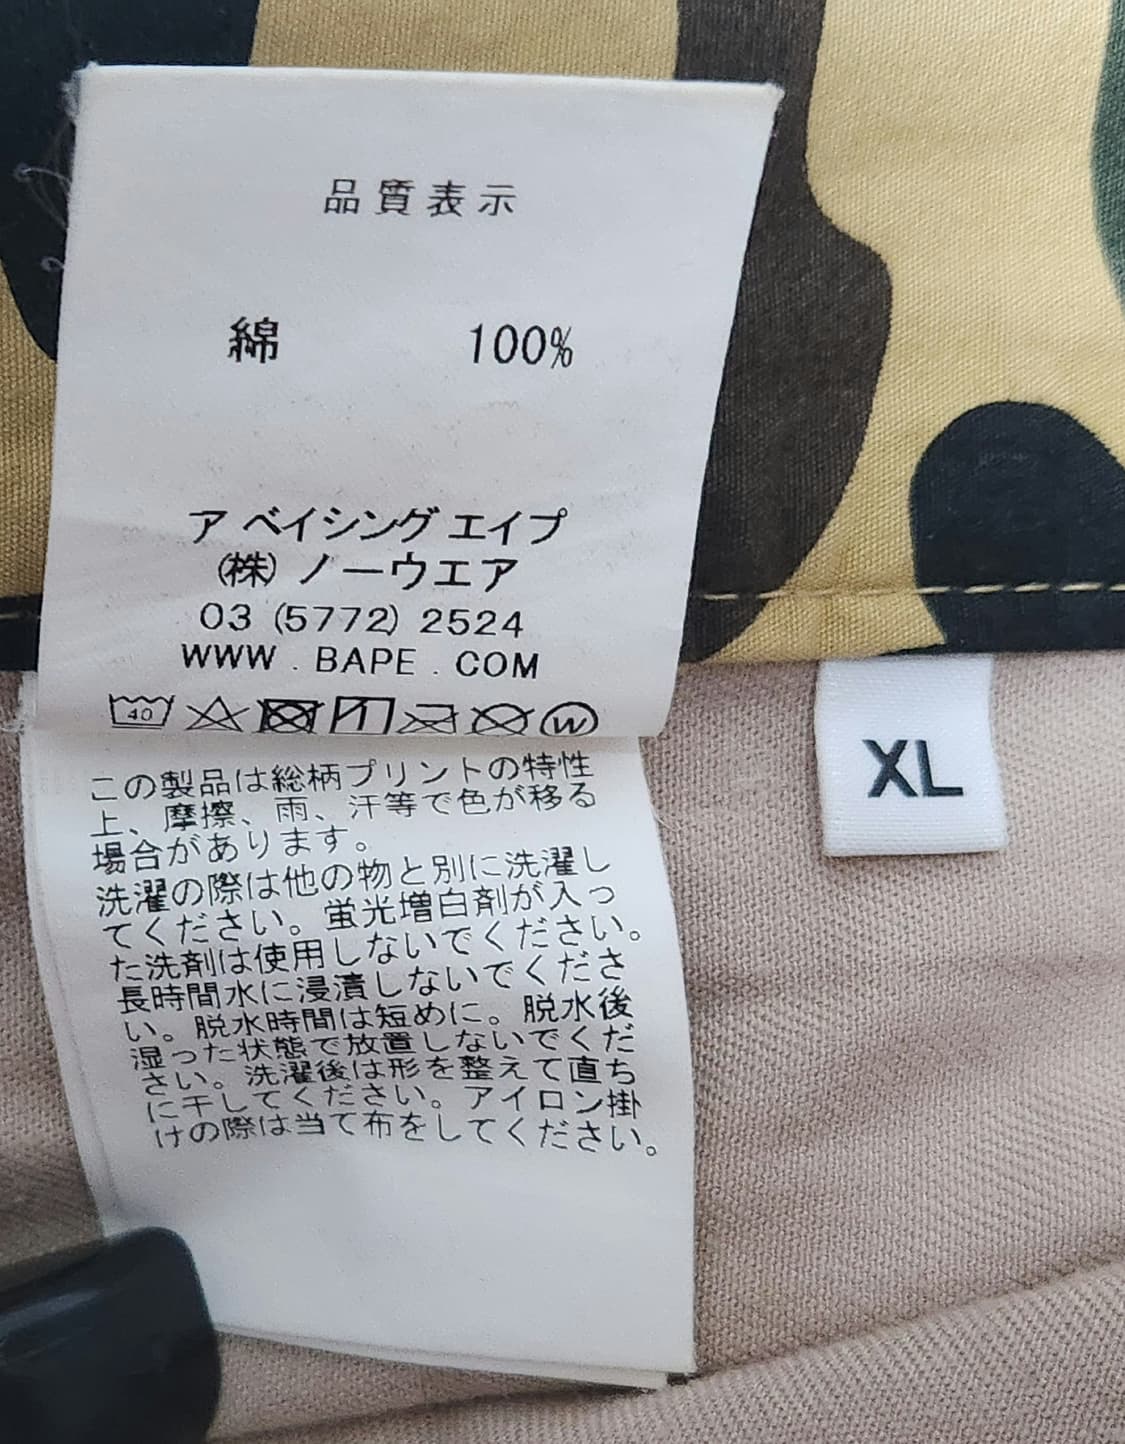 品質表示
綿 100%
ア ベイシング エイプ
(株) ノーウエア
03 (5772) 2524
WWW . BAPE . COM
40
W
XL
この製品は総柄プリントの特性
上、摩擦、雨、汗等で色が移る
場合があります。
洗濯の際は他の物と別に洗濯し
てください。蛍光増白剤が入っ
た洗剤は使用しないでください。
長時間水に浸漬しないでくださ
い。脱水時間は短めに。脱水後
湿った状態で放置しないでくだ
さい。洗濯後は形を整えて直ち
に干してください。アイロン掛
けの際は当て布をしてください。